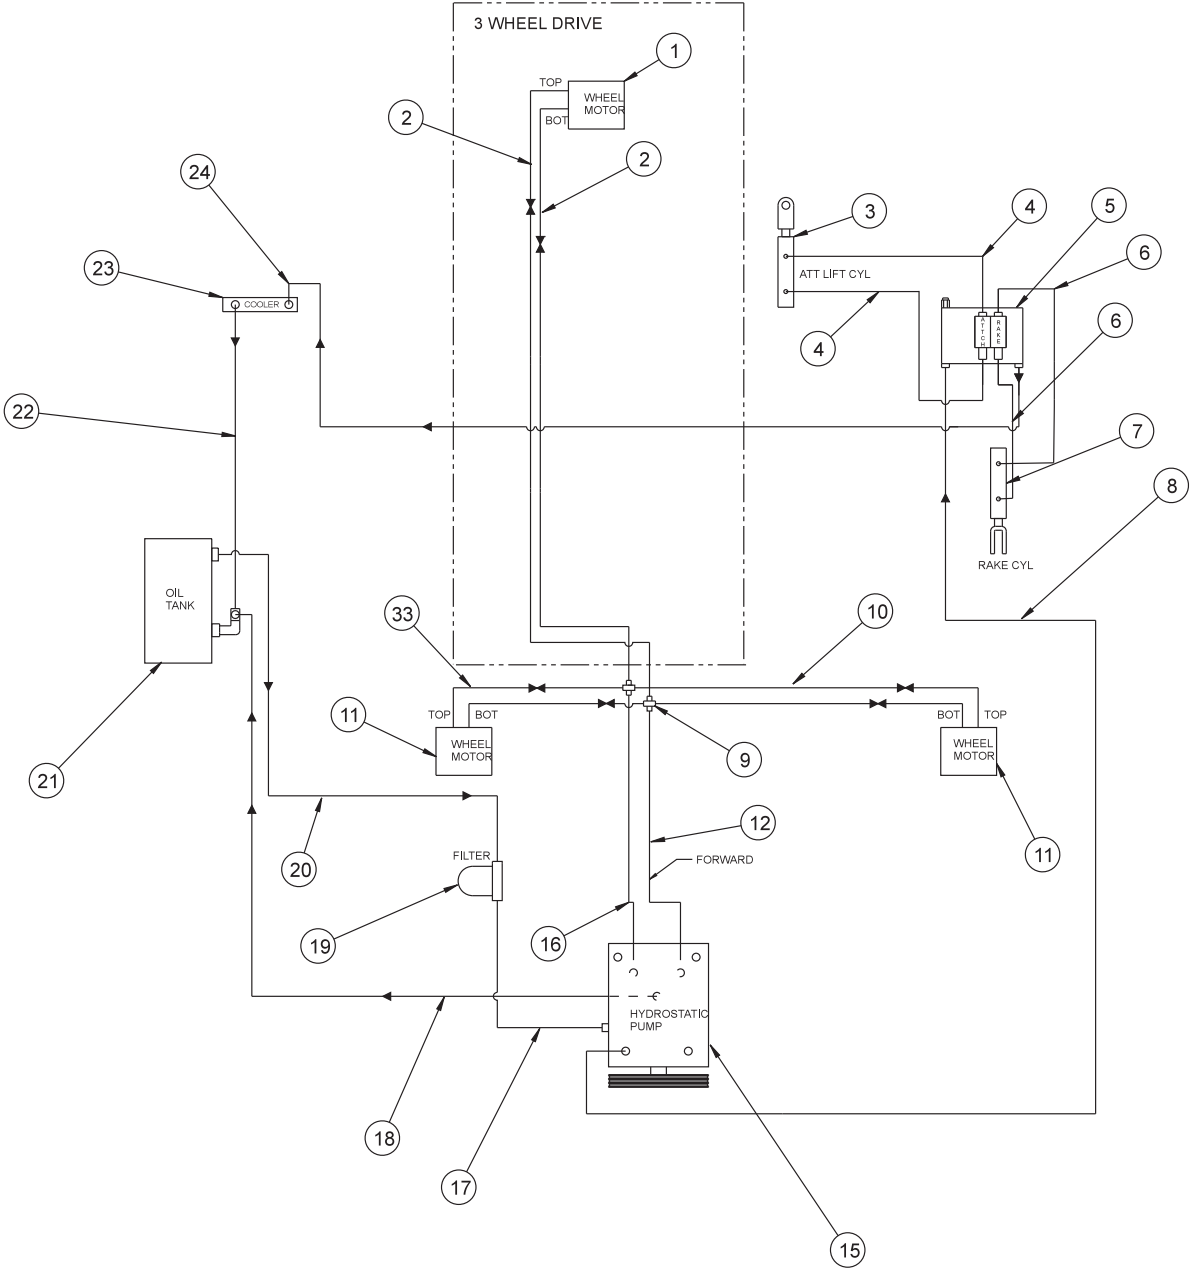 3 WHEEL DRIVE
1
TOP
WHEEL
MOTOR
BOT
2
2
24
3
4
5
6
23
COOLER
ATT LIFT CYL
ATTCH
RAKE
4
6
22
7
8
RAKE CYL
OIL
TANK
33
10
11
TOP
BOT
BOT
TOP
WHEEL
MOTOR
WHEEL
MOTOR
9
21
12
11
FILTER
FORWARD
20
19
16
HYDROSTATIC
PUMP
18
17
15